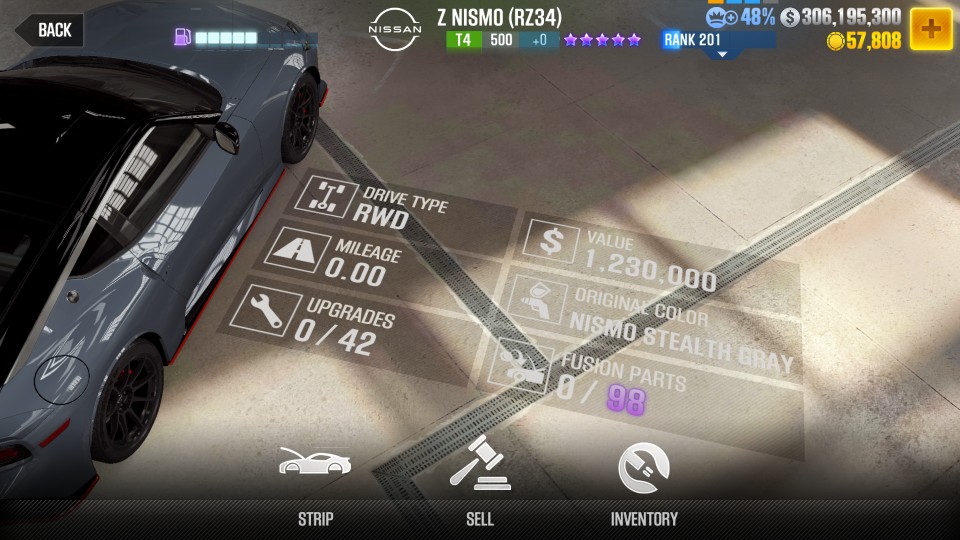 BACK
NISSAN
Z NISMO (RZ34)
T4 500 +0
RANK 201
48% $ 306,195,300
57,808
DRIVE TYPE
RWD
MILEAGE
0.00
UPGRADES
0 / 42
VALUE
1,230,000
ORIGINAL COLOR
NISMO STEALTH GRAY
FUSION PARTS
0 / 98
STRIP
SELL
INVENTORY